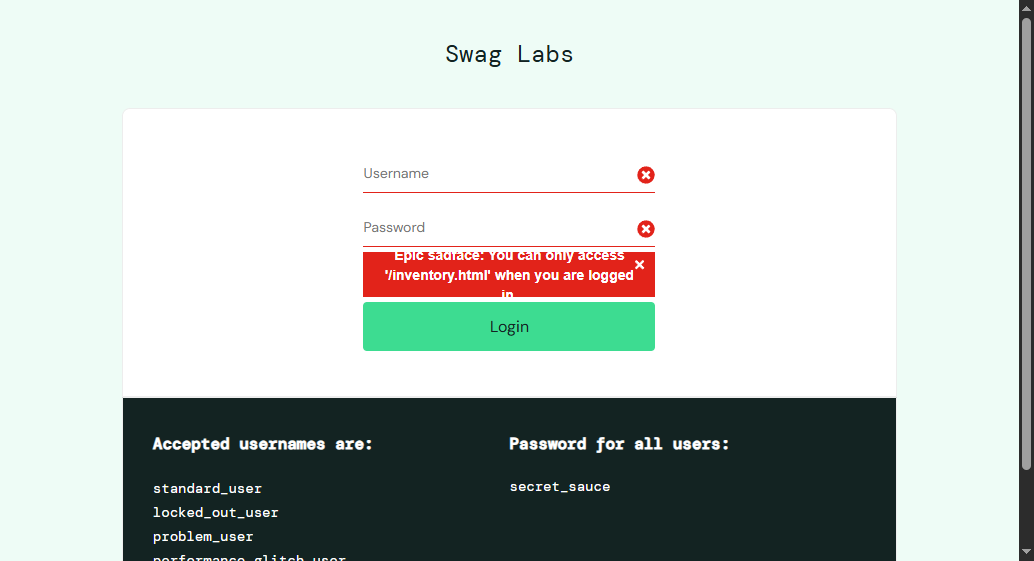 Swag Labs
Username
Password
Epic sadface: You can only access
'/inventory.html' when you are logged
in
Login
Accepted usernames are:
standard_user
locked_out_user
problem_user
performance_glitch_user
Password for all users:
secret_sauce